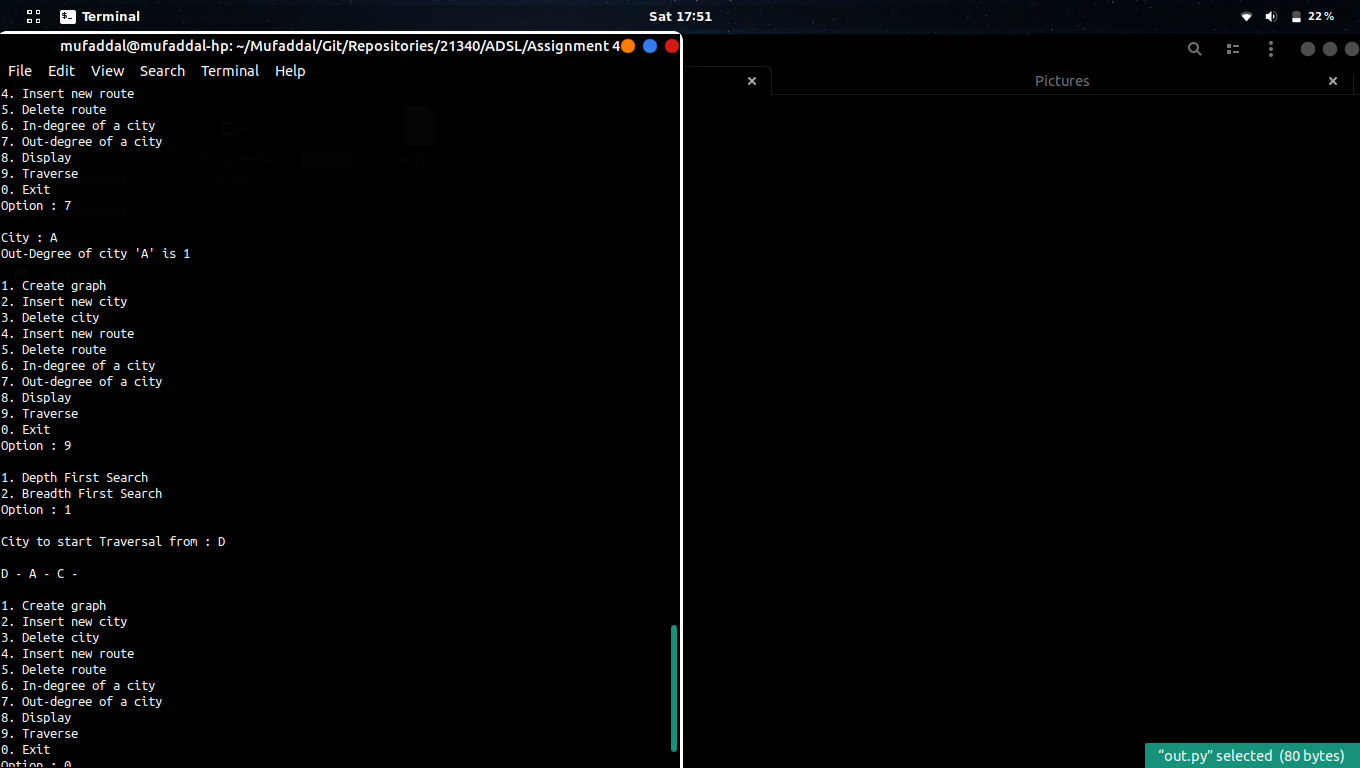 Terminal
Sat 17:51
22 %
mufaddal@mufaddal-hp: ~/Mufaddal/Git/Repositories/21340/ADSL/Assignment 4
File Edit View Search Terminal Help
Pictures
4. Insert new route
5. Delete route
6. In-degree of a city
7. Out-degree of a city
8. Display
9. Traverse
0. Exit
Option : 7
City : A
Out-Degree of city 'A' is 1
1. Create graph
2. Insert new city
3. Delete city
4. Insert new route
5. Delete route
6. In-degree of a city
7. Out-degree of a city
8. Display
9. Traverse
0. Exit
Option : 9
1. Depth First Search
2. Breadth First Search
Option : 1
City to start Traversal from : D
D - A - C -
1. Create graph
2. Insert new city
3. Delete city
4. Insert new route
5. Delete route
6. In-degree of a city
7. Out-degree of a city
8. Display
9. Traverse
0. Exit
Option : 0
“out.py” selected (80 bytes)